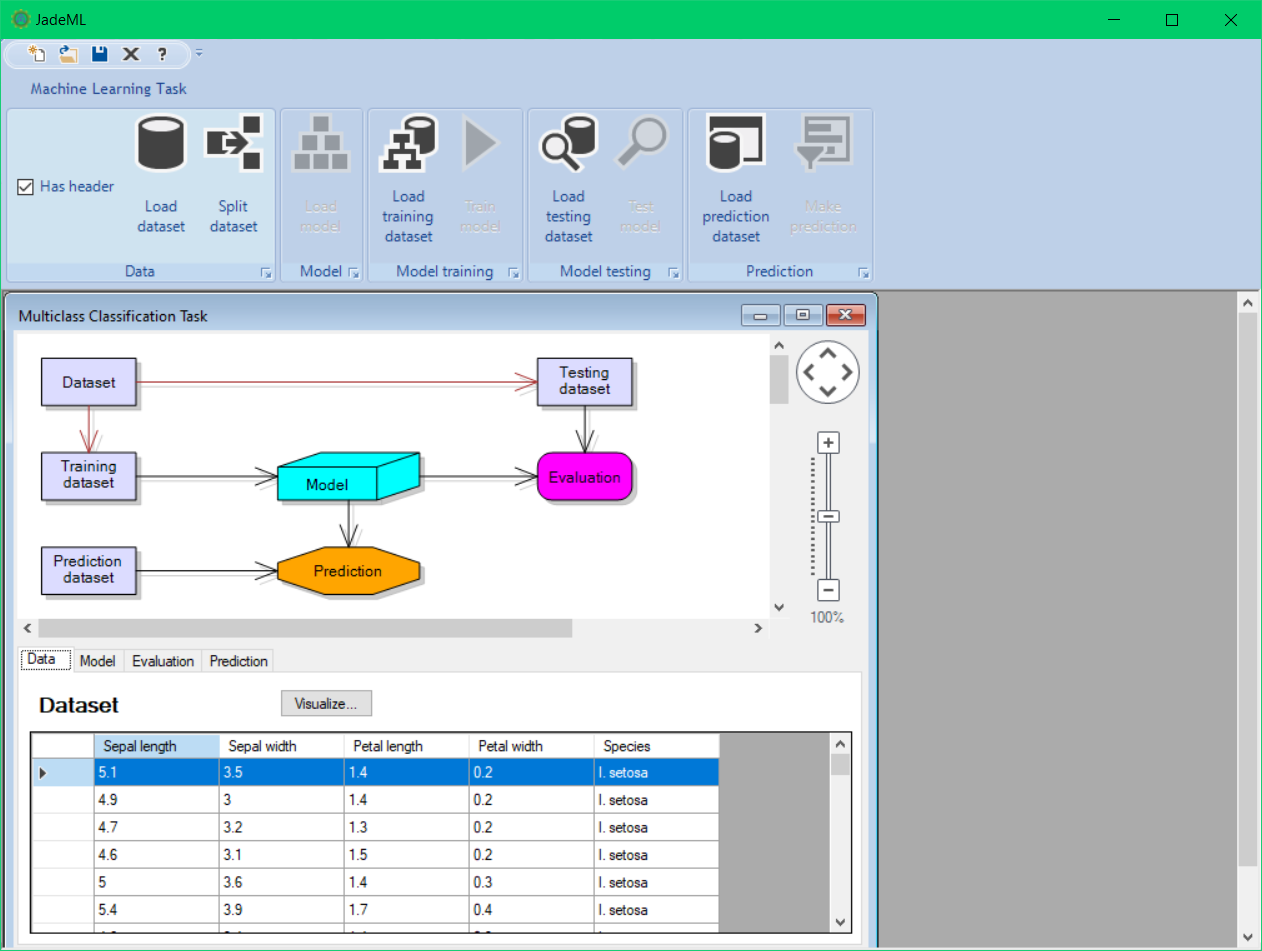 JadeML
?
Machine Learning Task
Has header
Load
dataset
Split
dataset
Load
model
Load
training
dataset
Train
model
Load
testing
dataset
Test
model
Load
prediction
dataset
Make
prediction
Data
Model
Model training
Model testing
Prediction
Multiclass Classification Task
Dataset
Testing
dataset
Training
dataset
Model
Evaluation
Prediction
dataset
Prediction
100%
Data Model Evaluation Prediction
Dataset
Visualize...
Sepal length Sepal width Petal length Petal width Species
5.1 3.5 1.4 0.2 I. setosa
4.9 3 1.4 0.2 I. setosa
4.7 3.2 1.3 0.2 I. setosa
4.6 3.1 1.5 0.2 I. setosa
5 3.6 1.4 0.3 I. setosa
5.4 3.9 1.7 0.4 I. setosa